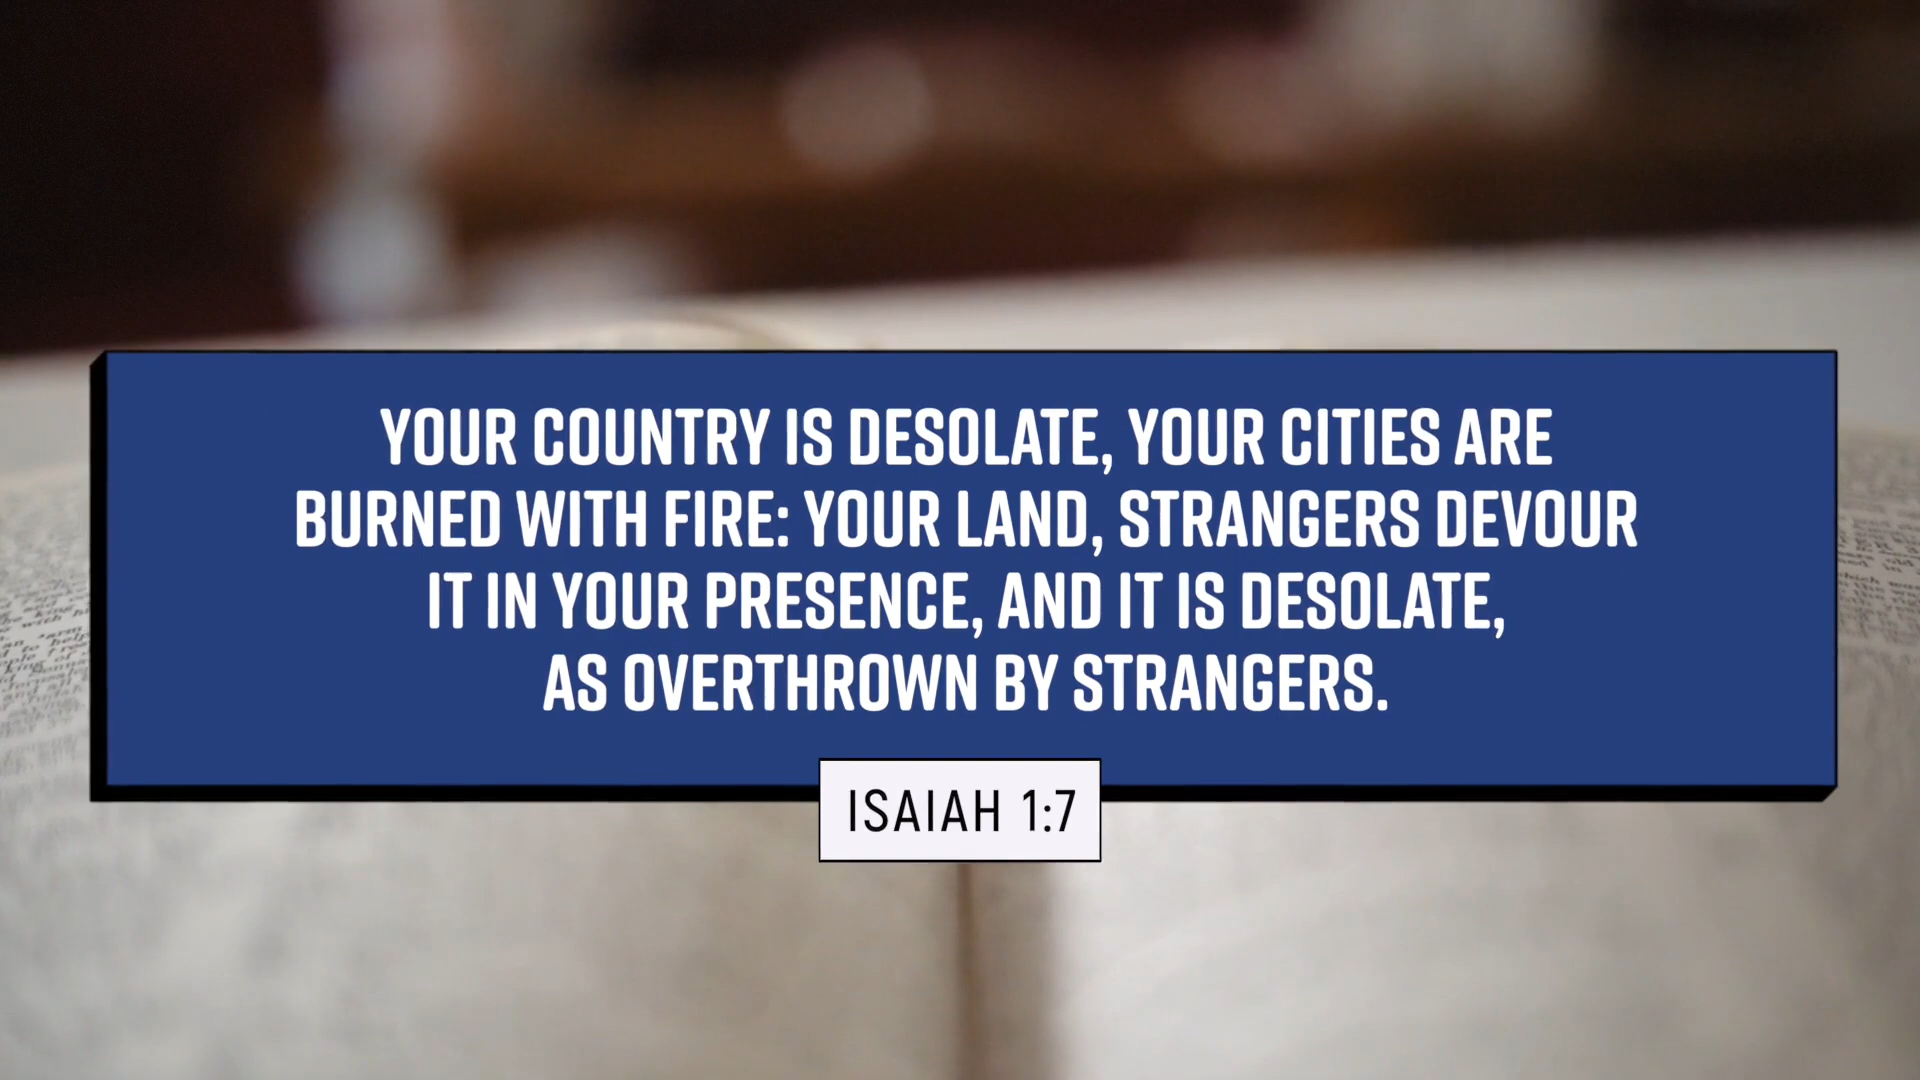 YOUR COUNTRY IS DESOLATE, YOUR CITIES ARE
BURNED WITH FIRE: YOUR LAND, STRANGERS DEVOUR
IT IN YOUR PRESENCE, AND IT IS DESOLATE,
AS OVERTHROWN BY STRANGERS.
ISAIAH 1:7